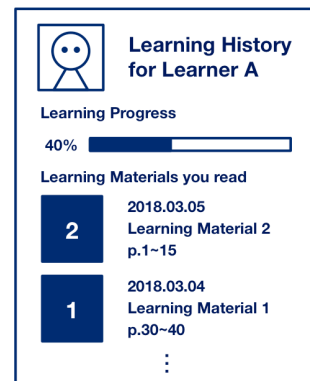 Learning History
for Learner A
Learning Progress
40%
Learning Materials you read
2
2018.03.05
Learning Material 2
p.1~15
1
2018.03.04
Learning Material 1
p.30~40
⋮